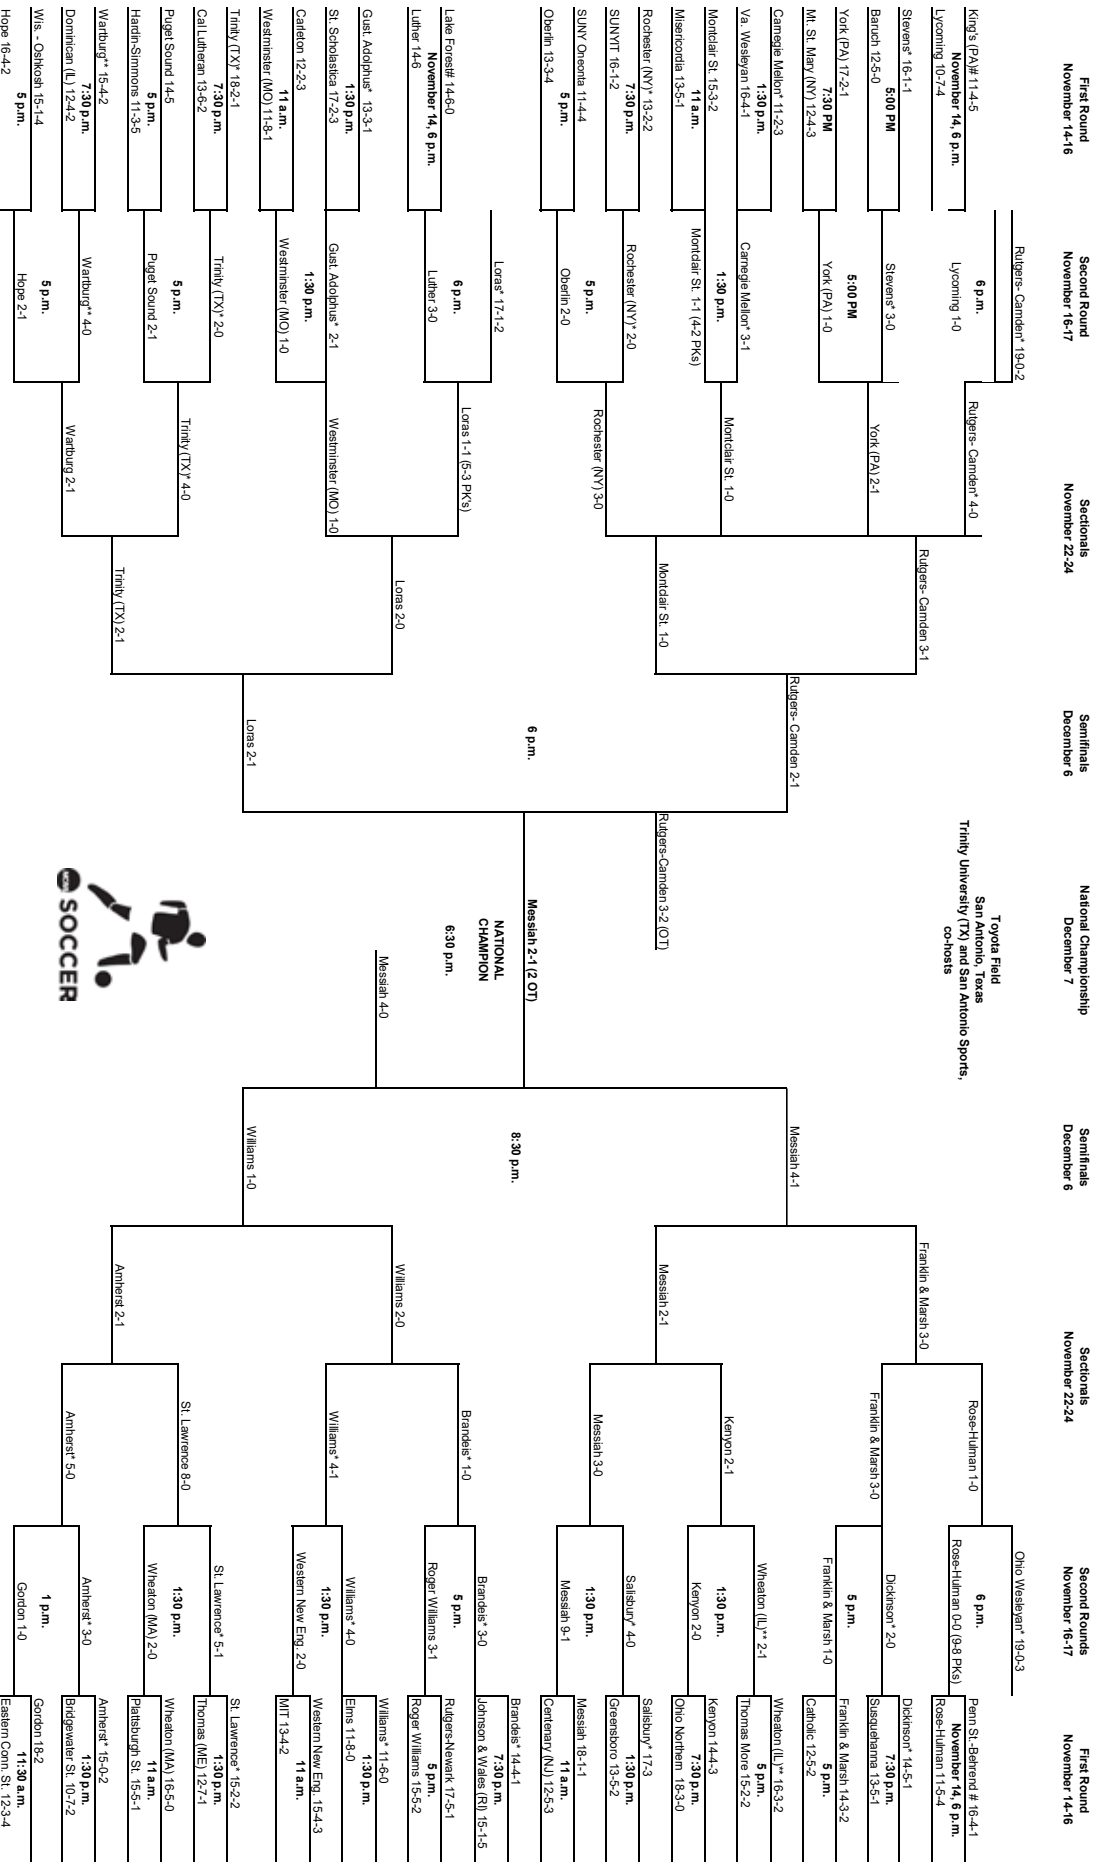 First Round
November 14-16
Second Round
November 16-17
Sectionals
November 22-24
Semifinals
December 6
National Championship
December 7
Semifinals
December 6
Sectionals
November 22-24
Second Rounds
November 16-17
First Round
November 14-16
Toyota Field
San Antonio, Texas
Trinity University (TX) and San Antonio Sports,
co-hosts
King's (PA)# 11-4-5
November 14, 6 p.m.
Lycoming 10-7-4
Stevens* 16-1-1
5:00 PM
Baruch 12-5-0
York (PA) 17-2-1
7:30 PM
Mt. St. Mary (NY) 12-4-3
Carnegie Mellon* 11-2-3
1:30 p.m.
Va. Wesleyan 16-4-1
Montclair St. 15-3-2
11 a.m.
Misericordia 13-5-1
Rochester (NY)* 13-2-2
7:30 p.m.
SUNYIT 16-1-2
SUNY Oneonta 11-4-4
5 p.m.
Oberlin 13-3-4
Lake Forest# 14-6-0
November 14, 6 p.m.
Luther 14-6
Gust. Adolphus* 13-3-1
1:30 p.m.
St. Scholastica 17-2-3
Carleton 12-2-3
11 a.m.
Westminster (MO) 11-8-1
Trinity (TX)* 18-2-1
7:30 p.m.
Cal Lutheran 13-6-2
Puget Sound 14-5
5 p.m.
Hardin-Simmons 11-3-5
Wartburg** 15-4-2
7:30 p.m.
Dominican (IL) 12-4-2
Wis. - Oshkosh 15-1-4
5 p.m.
Hope 16-4-2
Rutgers- Camden* 19-0-2
6 p.m.
Lycoming 1-0
Stevens* 3-0
5:00 PM
York (PA) 1-0
Carnegie Mellon* 3-1
1:30 p.m.
Montclair St. 1-1 (4-2 PKs)
Rochester (NY)* 2-0
5 p.m.
Oberlin 2-0
Loras* 17-1-2
6 p.m.
Luther 3-0
Gust. Adolphus* 2-1
1:30 p.m.
Westminster (MO) 1-0
Trinity (TX)* 2-0
5 p.m.
Puget Sound 2-1
Wartburg** 4-0
5 p.m.
Hope 2-1
Rutgers- Camden* 4-0
York (PA) 2-1
Montclair St. 1-0
Rochester (NY) 3-0
Loras 1-1 (5-3 PK's)
Westminster (MO) 1-0
Trinity (TX)* 4-0
Wartburg 2-1
Rutgers- Camden 3-1
Montclair St. 1-0
Loras 2-0
Trinity (TX) 2-1
Rutgers- Camden 2-1
6 p.m.
Loras 2-1
Rutgers-Camden 3-2 (OT)
Messiah 2-1 (2 OT)
NATIONAL
CHAMPION
6:30 p.m.
Messiah 4-0
NCAA
SOCCER
Messiah 4-1
8:30 p.m.
Williams 1-0
Franklin & Marsh 3-0
Messiah 2-1
Williams 2-0
Amherst 2-1
Rose-Hulman 1-0
Franklin & Marsh 3-0
Kenyon 2-1
Messiah 3-0
Brandeis* 1-0
Williams* 4-1
St. Lawrence 8-0
Amherst* 5-0
Ohio Wesleyan* 19-0-3
6 p.m.
Rose-Hulman 0-0 (9-8 PKs)
Dickinson* 2-0
5 p.m.
Franklin & Marsh 1-0
Wheaton (IL)** 2-1
1:30 p.m.
Kenyon 2-0
Salisbury* 4-0
1:30 p.m.
Messiah 9-1
Brandeis* 3-0
5 p.m.
Roger Williams 3-1
Williams* 4-0
1:30 p.m.
Western New Eng. 2-0
St. Lawrence* 5-1
1:30 p.m.
Wheaton (MA) 2-0
Amherst* 3-0
1 p.m.
Gordon 1-0
Penn St.-Behrend # 16-4-1
November 14, 6 p.m.
Rose-Hulman 11-5-4
Dickinson* 14-5-1
7:30 p.m.
Susquehanna 13-5-1
Franklin & Marsh 14-3-2
5 p.m.
Catholic 12-5-2
Wheaton (IL)** 16-3-2
5 p.m.
Thomas More 15-2-2
Kenyon 14-4-3
7:30 p.m.
Ohio Northern 18-3-0
Salisbury* 17-3
1:30 p.m.
Greensboro 13-5-2
Messiah 18-1-1
11 a.m.
Centenary (NJ) 12-5-3
Brandeis* 14-4-1
7:30 p.m.
Johnson & Wales (RI) 15-1-5
Rutgers-Newark 17-5-1
5 p.m.
Roger Williams 15-5-2
Williams* 11-6-0
1:30 p.m.
Elms 11-8-0
Western New Eng. 15-4-3
11 a.m.
MIT 13-4-2
St. Lawrence* 15-2-2
1:30 p.m.
Thomas (ME) 12-7-1
Wheaton (MA) 16-5-0
11 a.m.
Plattsburgh St. 15-5-1
Amherst* 15-0-2
1:30 p.m.
Bridgewater St. 10-7-2
Gordon 18-2
11:30 a.m.
Eastern Conn. St. 12-3-4